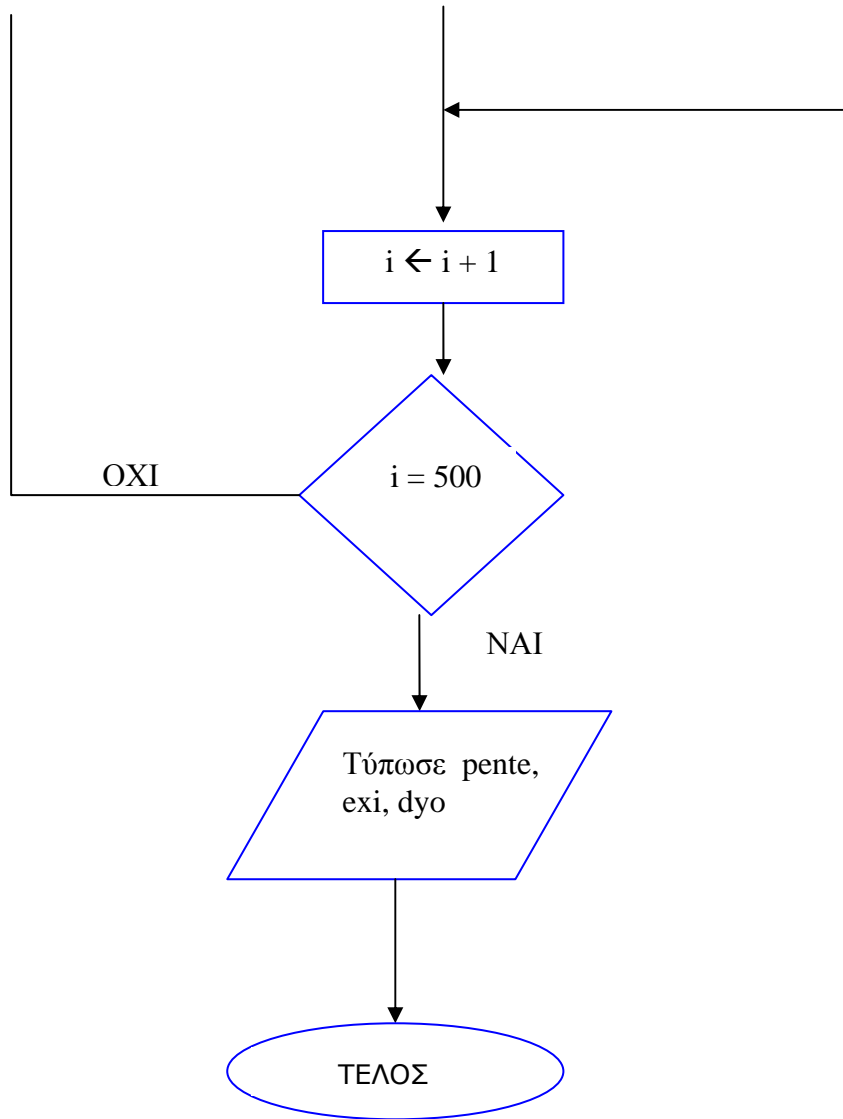 i ← i + 1
i = 500
ΟΧΙ
ΝΑΙ
Τύπωσε pente,
exi, dyo
ΤΕΛΟΣ